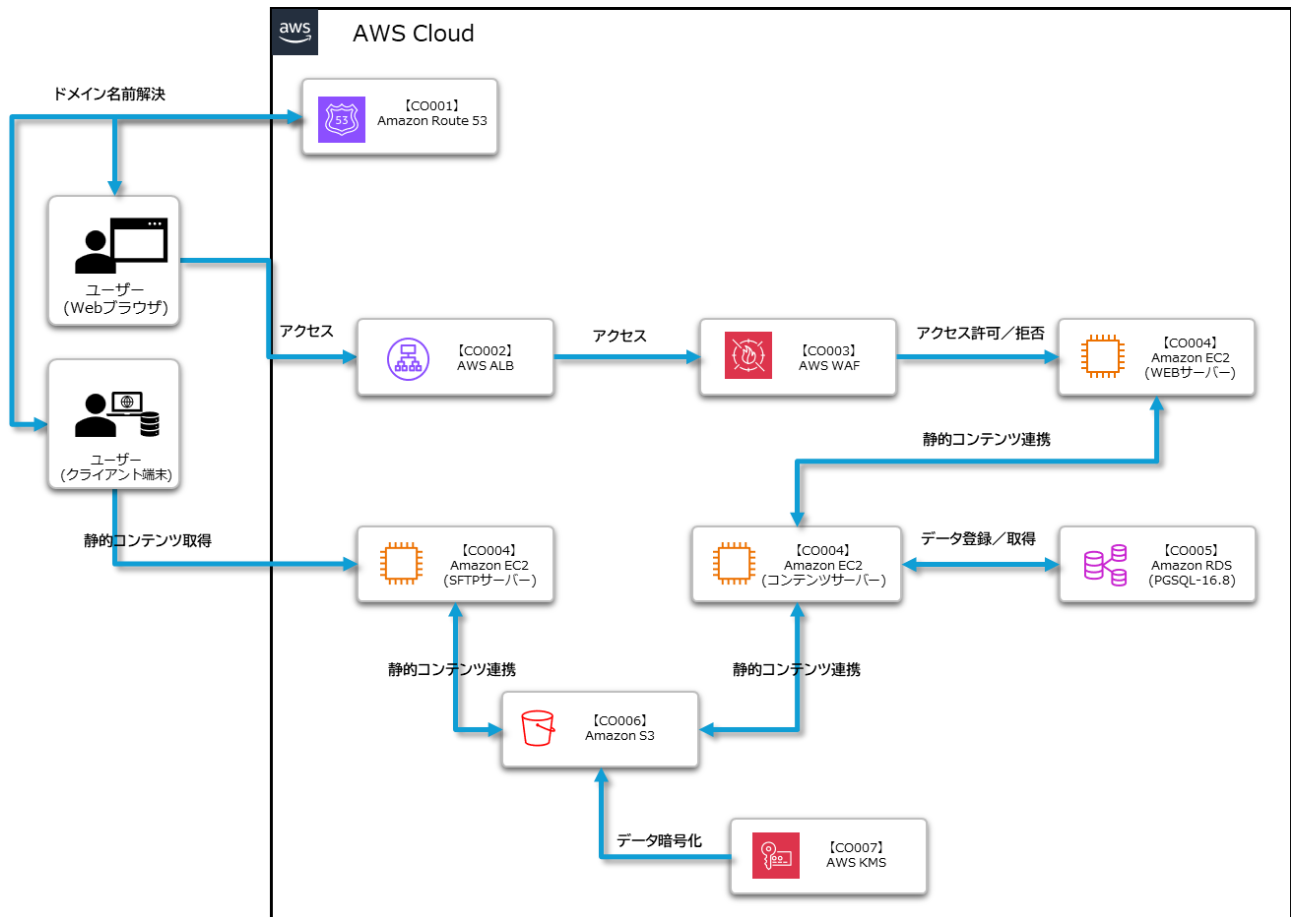 aws
AWS Cloud
ドメイン名前解決
【CO001】
Amazon Route 53
53
ユーザー
(Webブラウザ)
アクセス
【CO002】
AWS ALB
アクセス
【CO003】
AWS WAF
アクセス許可／拒否
【CO004】
Amazon EC2
(WEBサーバー)
ユーザー
(クライアント端末)
静的コンテンツ連携
静的コンテンツ取得
【CO004】
Amazon EC2
(SFTPサーバー)
【CO004】
Amazon EC2
(コンテンツサーバー)
データ登録／取得
【CO005】
Amazon RDS
(PGSQL-16.8)
静的コンテンツ連携
静的コンテンツ連携
【CO006】
Amazon S3
データ暗号化
【CO007】
AWS KMS